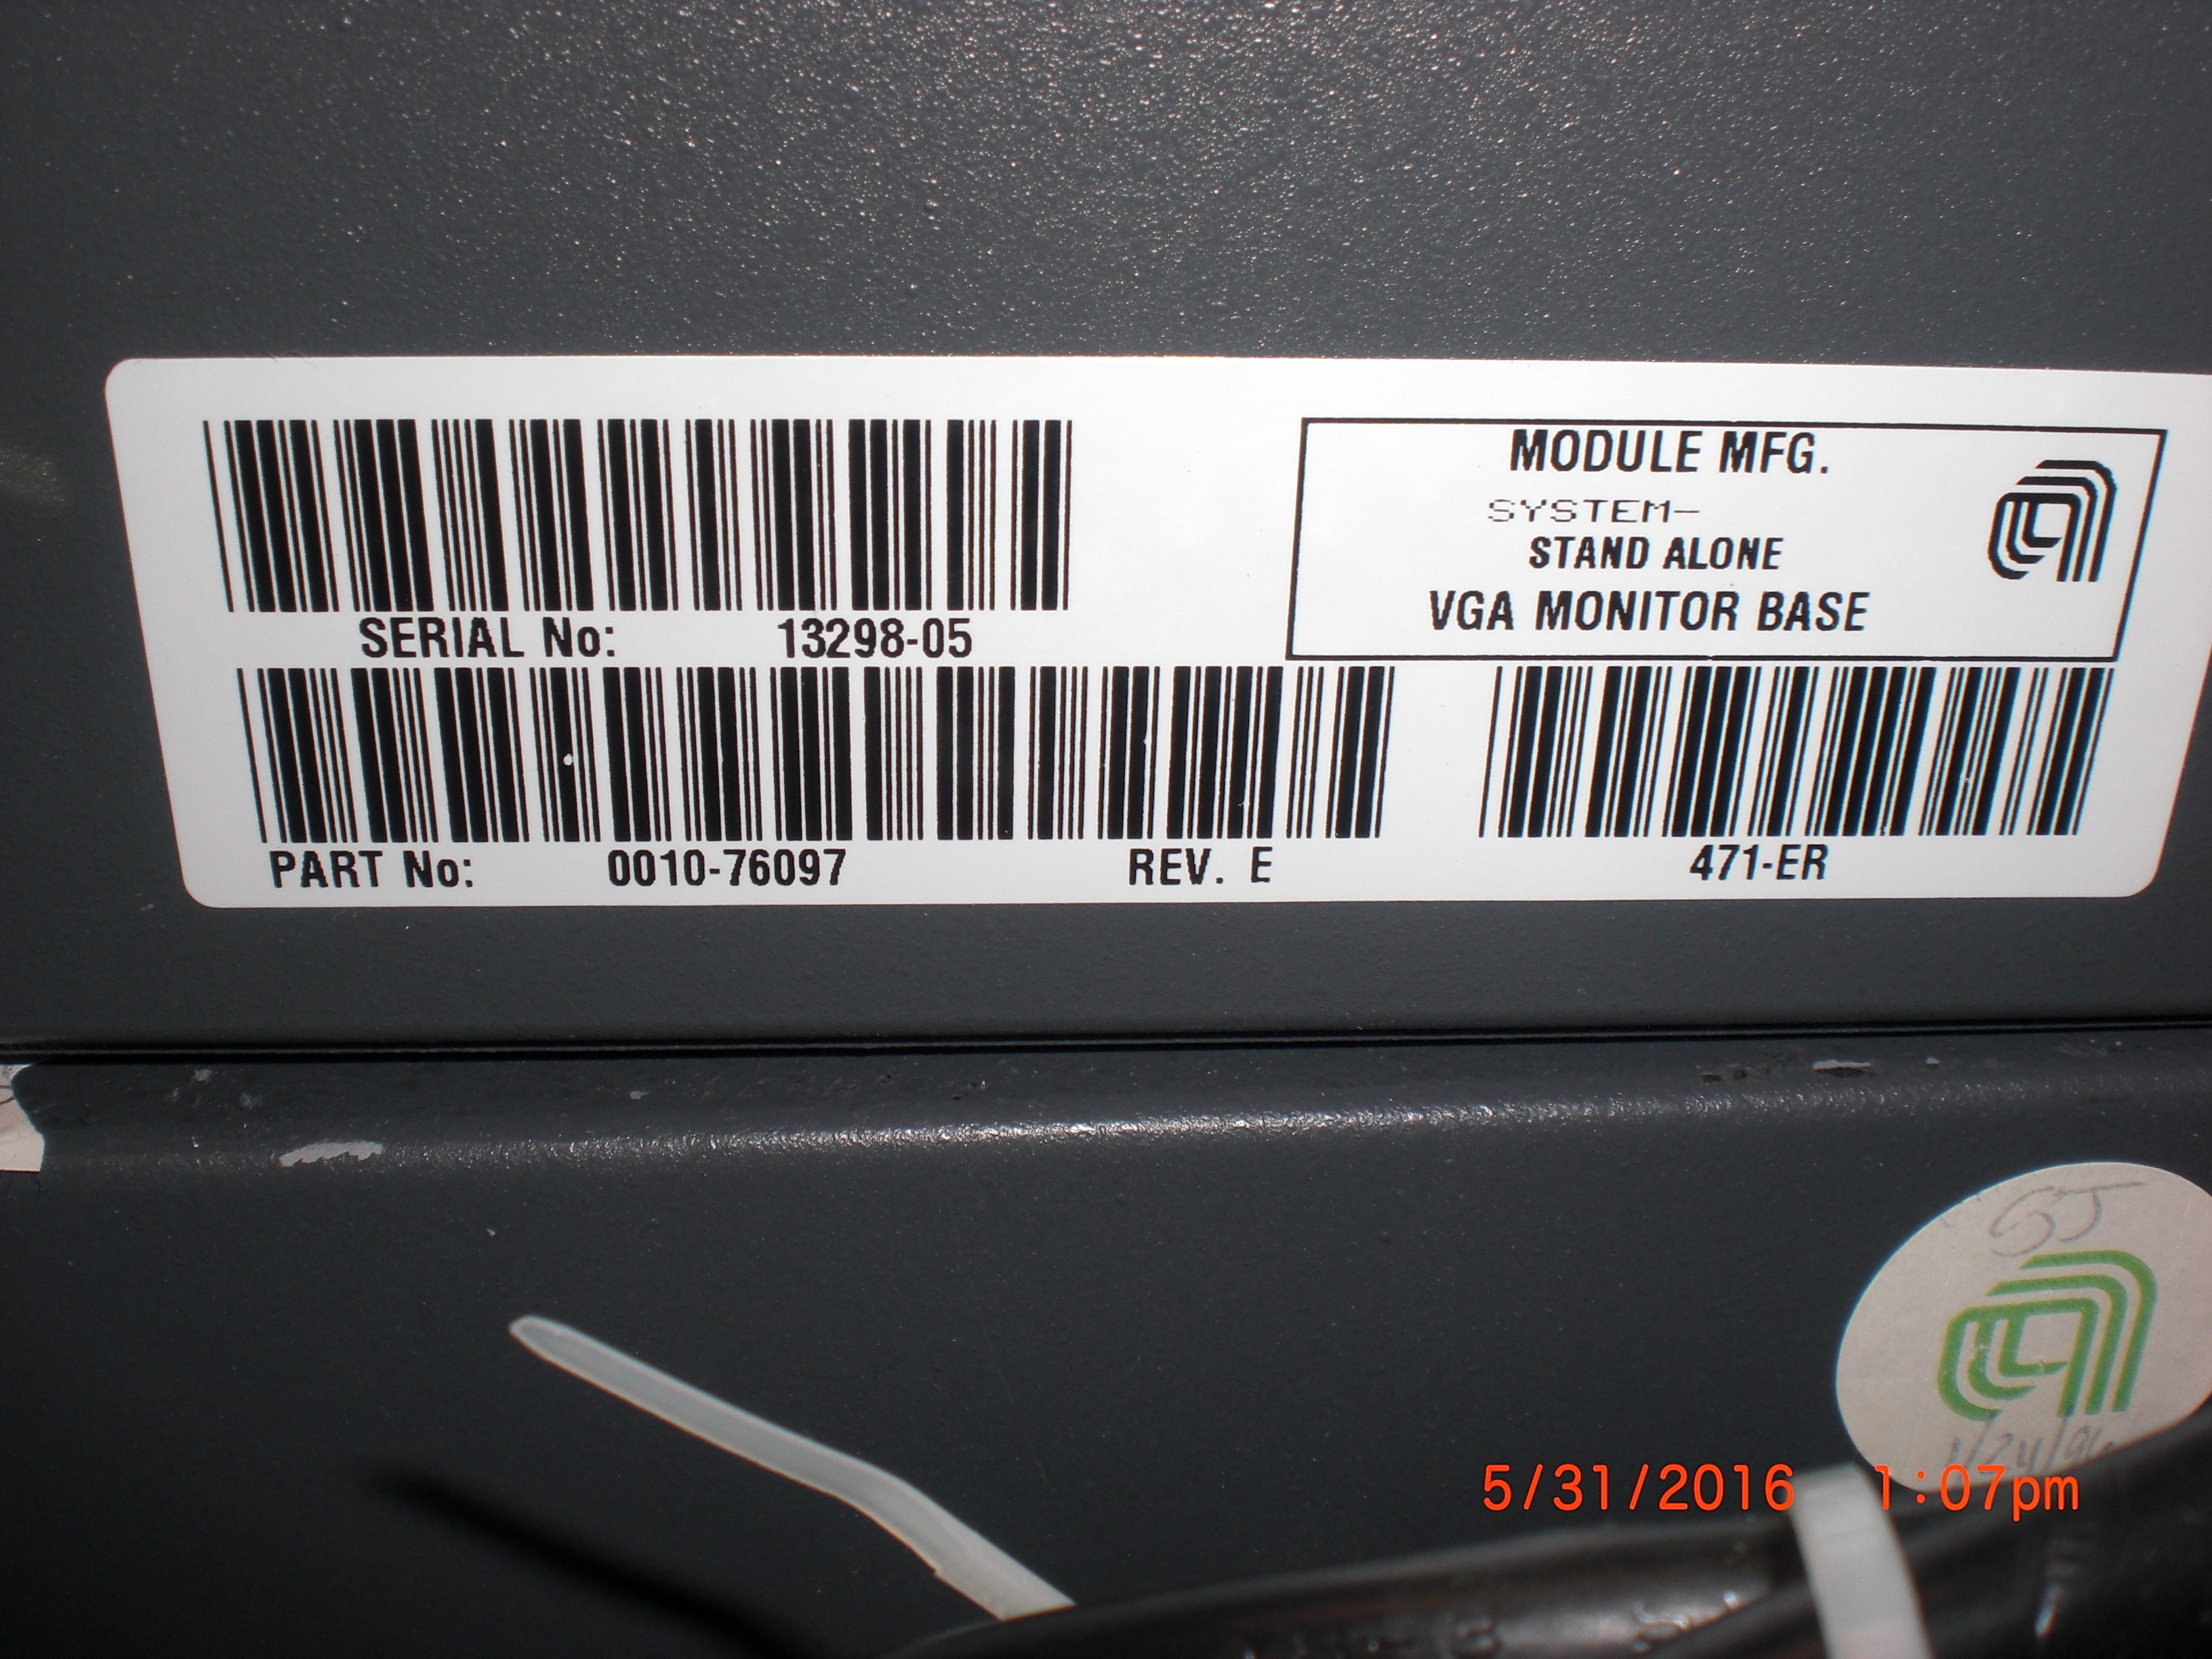 MODULE MFG.
SYSTEM-
STAND ALONE
VGA MONITOR BASE
SERIAL No: 13298-05
PART No: 0010-76097 REV. E 471-ER
5/31/2016 1:07pm